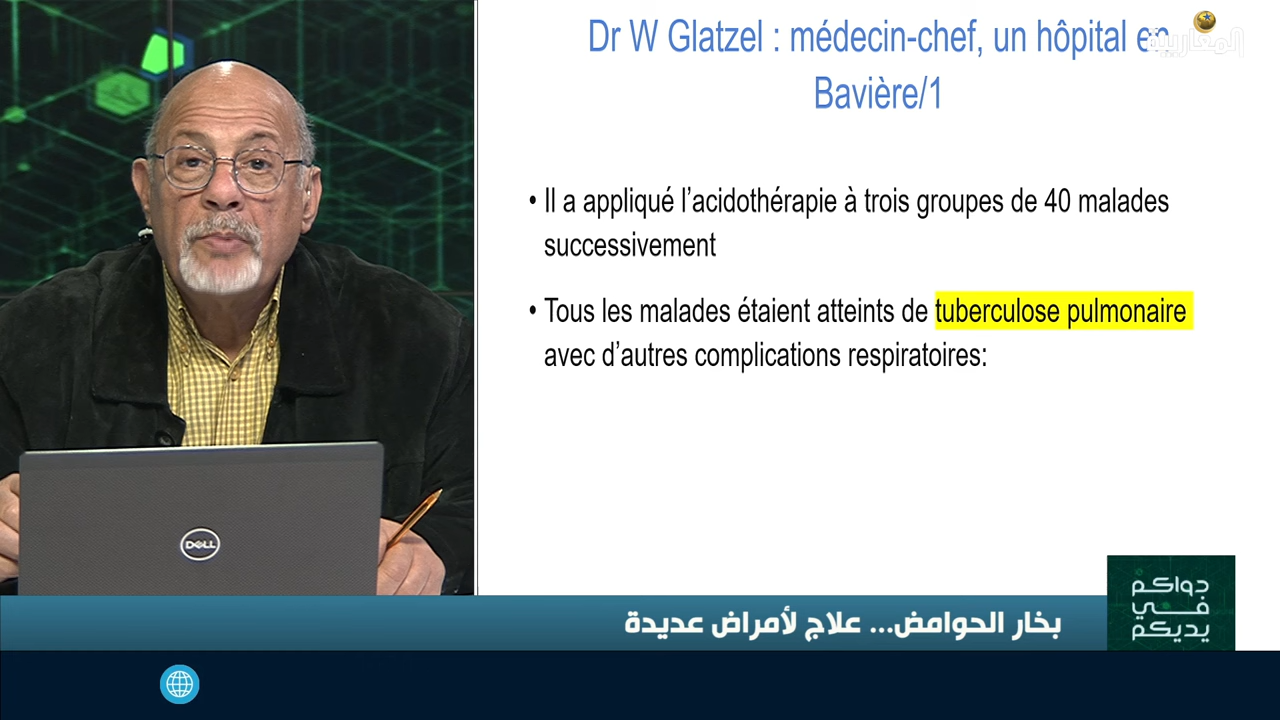 Dr W Glatzel : médecin-chef, un hôpital en
Bavière/1
المغاربية
• Il a appliqué l’acidothérapie à trois groupes de 40 malades
successivement
• Tous les malades étaient atteints de tuberculose pulmonaire
avec d’autres complications respiratoires:
DELL
دواكم
في
يديكم
بخار الحوامض... علاج لأمراض عديدة